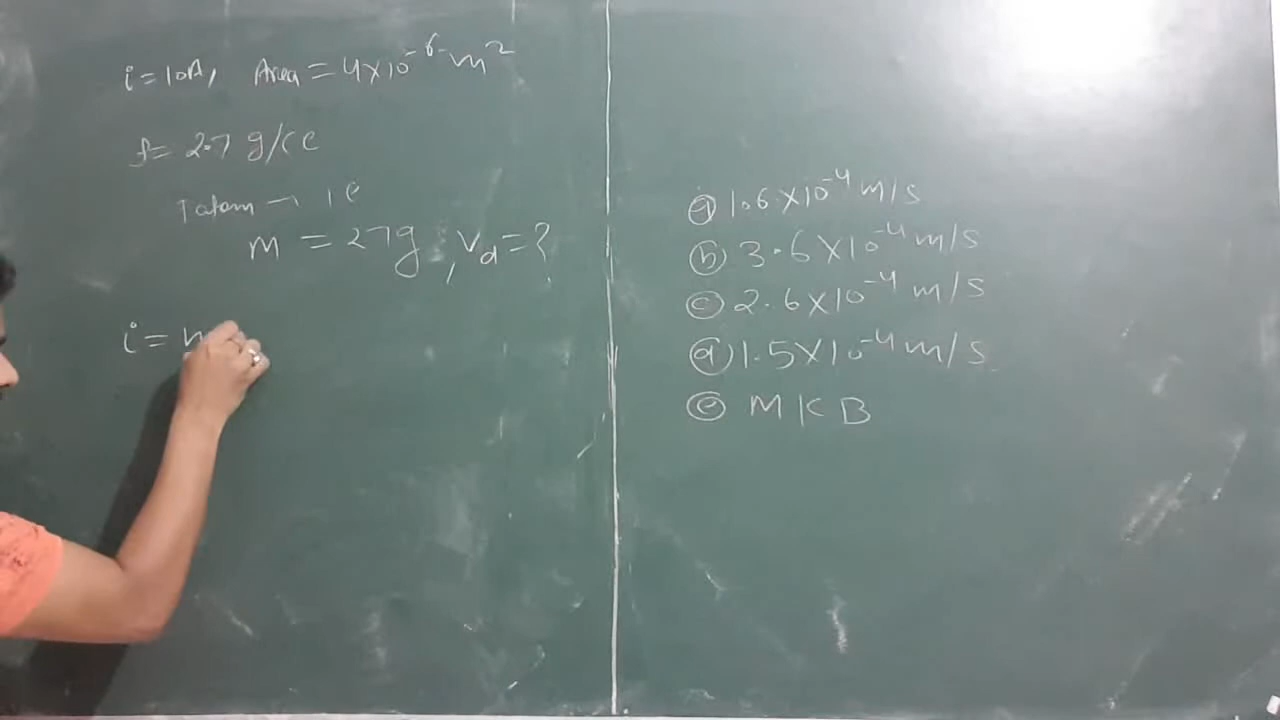 i = 10A, Area = 4×10⁻⁶ m²
f = 2.7 g/cc
1 atom → 1 e
m = 27g, v_d = ?
i = n
ⓐ 1.6×10⁻⁴ m/s
ⓑ 3.6×10⁻⁴ m/s
ⓒ 2.6×10⁻⁴ m/s
ⓓ 1.5×10⁻⁴ m/s
ⓔ MKB